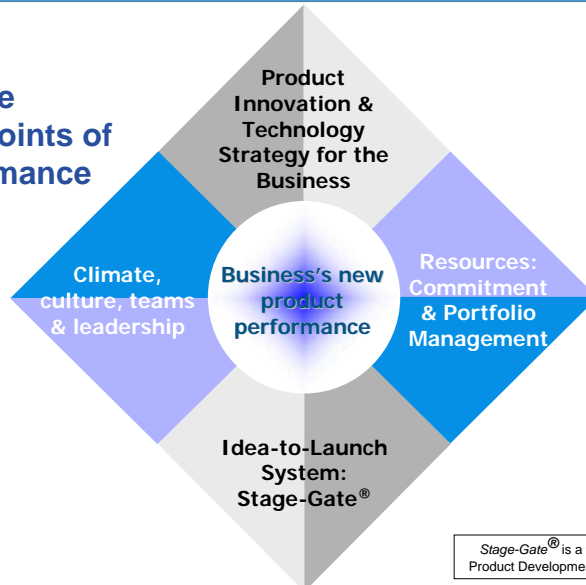 e
oints of
mance
Product
Innovation &
Technology
Strategy for the
Business
Climate,
culture, teams
& leadership
Business's new
product
performance
Resources:
Commitment
& Portfolio
Management
Idea-to-Launch
System:
Stage-Gate®
Stage-Gate® is a
Product Developme